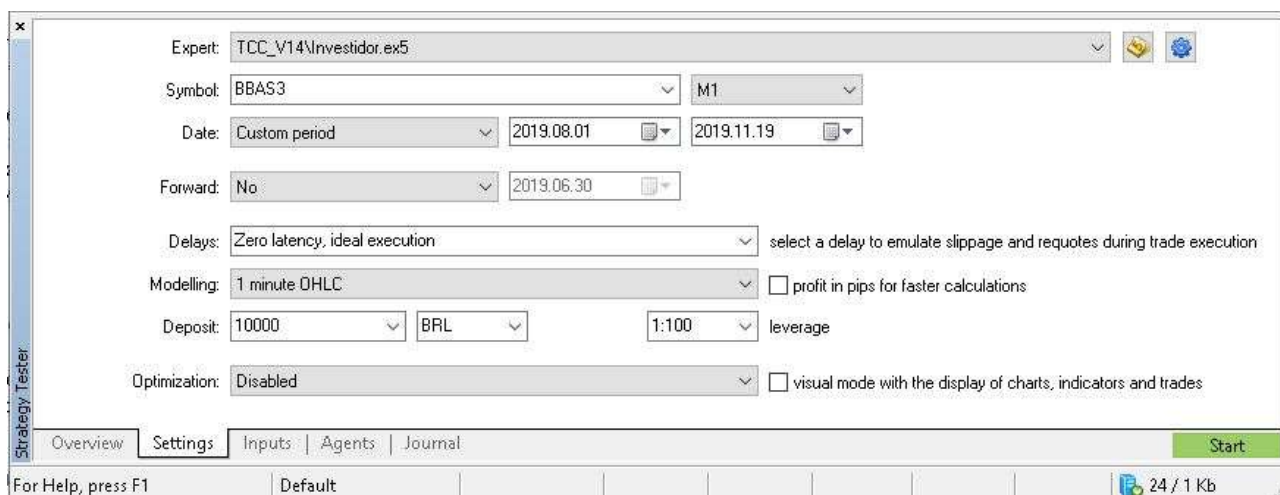 Expert: TCC_V14\Investidor.ex5
Symbol: BBAS3 M1
Date: Custom period 2019.08.01 2019.11.19
Forward: No 2019.06.30
Delays: Zero latency, ideal execution select a delay to emulate slippage and requotes during trade execution
Modelling: 1 minute OHLC profit in pips for faster calculations
Deposit: 10000 BRL 1:100 leverage
Optimization: Disabled visual mode with the display of charts, indicators and trades
Strategy Tester
Overview Settings Inputs Agents Journal Start
For Help, press F1 Default 24 / 1 Kb